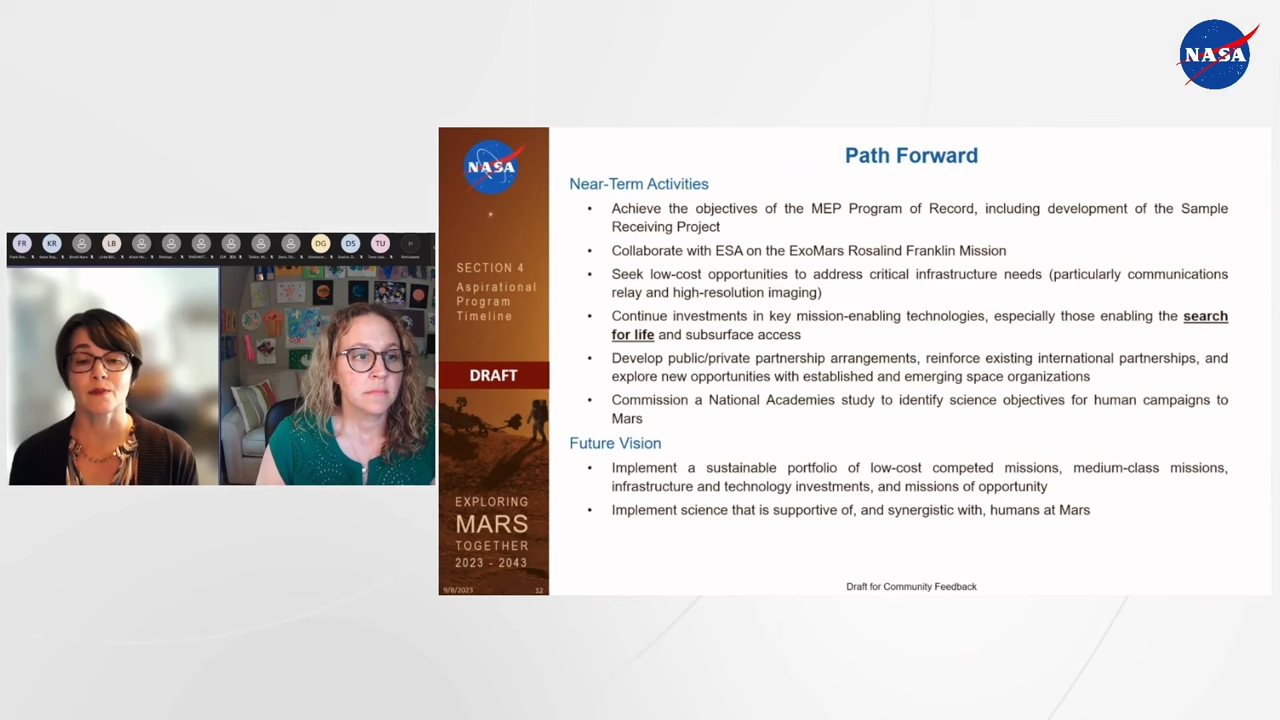 NASA
FR KR LB DG DS TU
Participants
NASA
SECTION 4
Aspirational
Program
Timeline
DRAFT
EXPLORING
MARS
TOGETHER
2023 - 2043
9/8/2023 12
Path Forward
Near-Term Activities
• Achieve the objectives of the MEP Program of Record, including development of the Sample
Receiving Project
• Collaborate with ESA on the ExoMars Rosalind Franklin Mission
• Seek low-cost opportunities to address critical infrastructure needs (particularly communications
relay and high-resolution imaging)
• Continue investments in key mission-enabling technologies, especially those enabling the search
for life and subsurface access
• Develop public/private partnership arrangements, reinforce existing international partnerships, and
explore new opportunities with established and emerging space organizations
• Commission a National Academies study to identify science objectives for human campaigns to
Mars
Future Vision
• Implement a sustainable portfolio of low-cost competed missions, medium-class missions,
infrastructure and technology investments, and missions of opportunity
• Implement science that is supportive of, and synergistic with, humans at Mars
Draft for Community Feedback